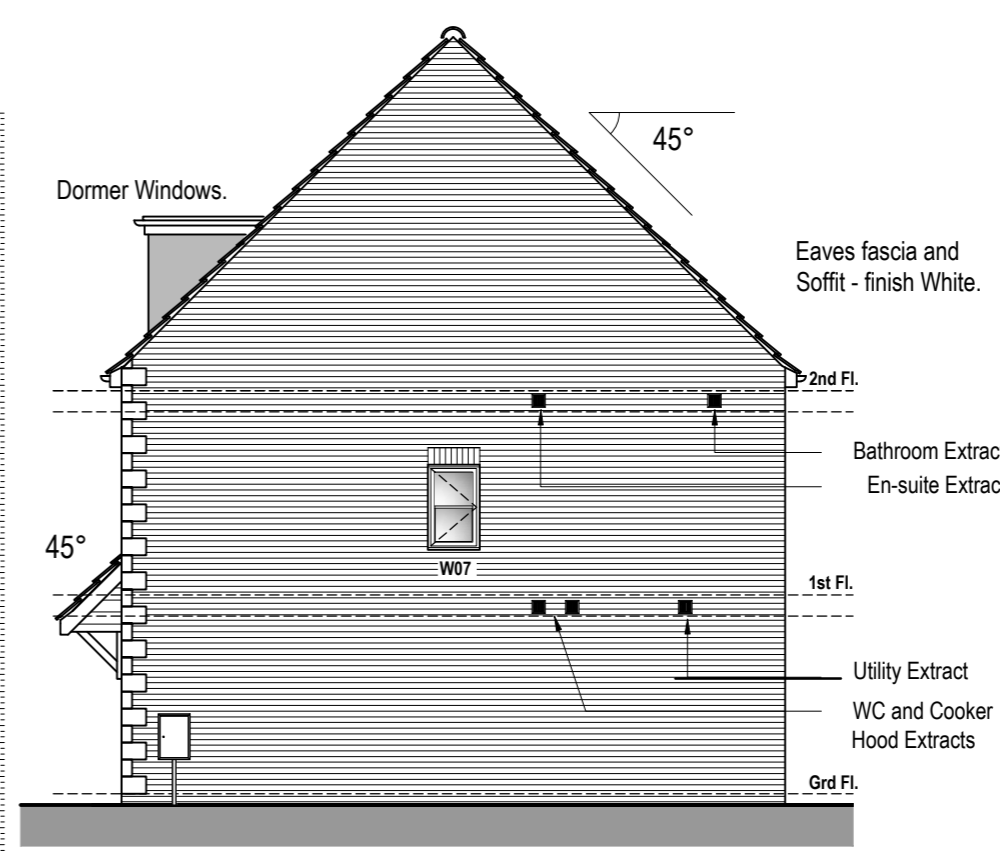 45°
Dormer Windows.
Eaves fascia and
Soffit - finish White.
2nd Fl.
Bathroom Extrac
En-suite Extrac
45°
W07
1st Fl.
Utility Extract
WC and Cooker
Hood Extracts
Grd Fl.